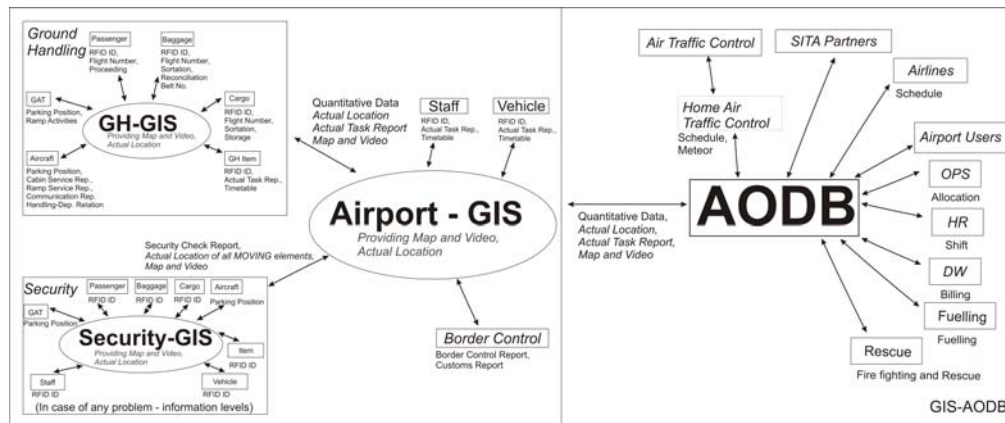 Ground
Handling
Passenger
RFID ID,
Flight Number,
Proceeding
Baggage
RFID ID,
Flight Number,
Sortation,
Reconciliation
Belt No.
GAT
Parking Position,
Ramp Activities
Cargo
RFID ID,
Flight Number,
Sortation,
Storage
GH-GIS
Providing Map and Video,
Actual Location
Aircraft
Parking Position,
Cabin Service Rep.,
Ramp Service Rep.,
Communication Rep.
Handling-Dep. Relation
GH Item
RFID ID,
Actual Task Rep.,
Timetable
Quantitative Data
Actual Location
Actual Task Report
Map and Video
Staff
RFID ID,
Actual Task Rep.,
Timetable
Vehicle
RFID ID,
Actual Task Rep.,
Timetable
Airport - GIS
Providing Map and Video,
Actual Location
Security Check Report,
Actual Location of all MOVING elements,
Map and Video
Security
Passenger
RFID ID
Baggage
RFID ID
Cargo
RFID ID
Aircraft
Parking Position
GAT
Parking Position
Security-GIS
Providing Map and Video,
Actual Location
Item
RFID ID
Staff
RFID ID
Vehicle
RFID ID
(In case of any problem - information levels)
Border Control
Border Control Report,
Customs Report
Quantitative Data,
Actual Location,
Actual Task Report,
Map and Video
Air Traffic Control
SITA Partners
Airlines
Schedule
Home Air
Traffic Control
Schedule,
Meteor
Airport Users
AODB
OPS
Allocation
HR
Shift
DW
Billing
Fuelling
Fuelling
Rescue
Fire fighting and Rescue
GIS-AODB